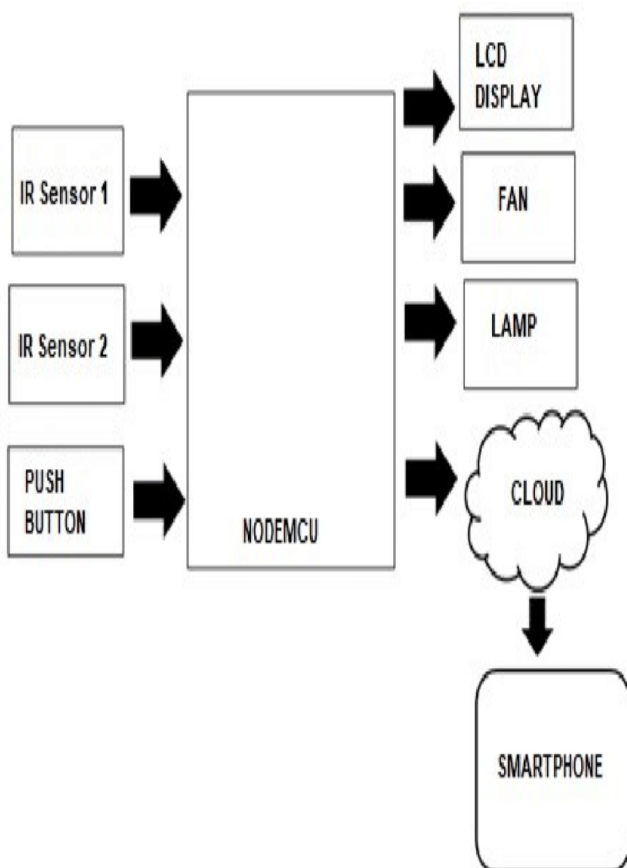 LCD
DISPLAY
IR Sensor 1
FAN
IR Sensor 2
LAMP
PUSH
BUTTON
NODEMCU
CLOUD
SMARTPHONE